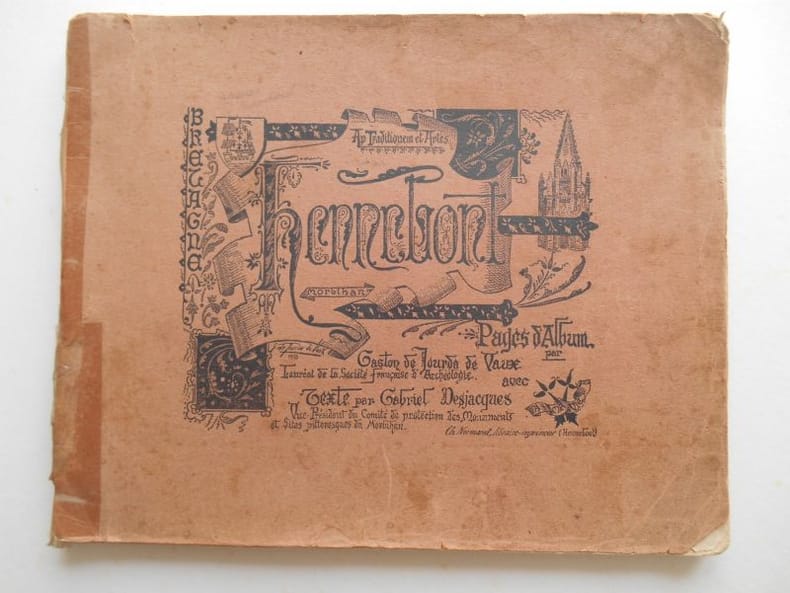 BRETAGNE
Ap Traditiquem et Artes
Hennebont
Morbihan
Pages d'Album
par
Gaston de Jourda de Vaux
Lauréat de la Société Française d'Archéologie.
avec
Texte par Gabriel Desjacques
Vice-Président du Comité de protection des Monuments
et Sites pittoresques du Morbihan.
Ch. Normand, libraire-imprimeur (Hennebont)